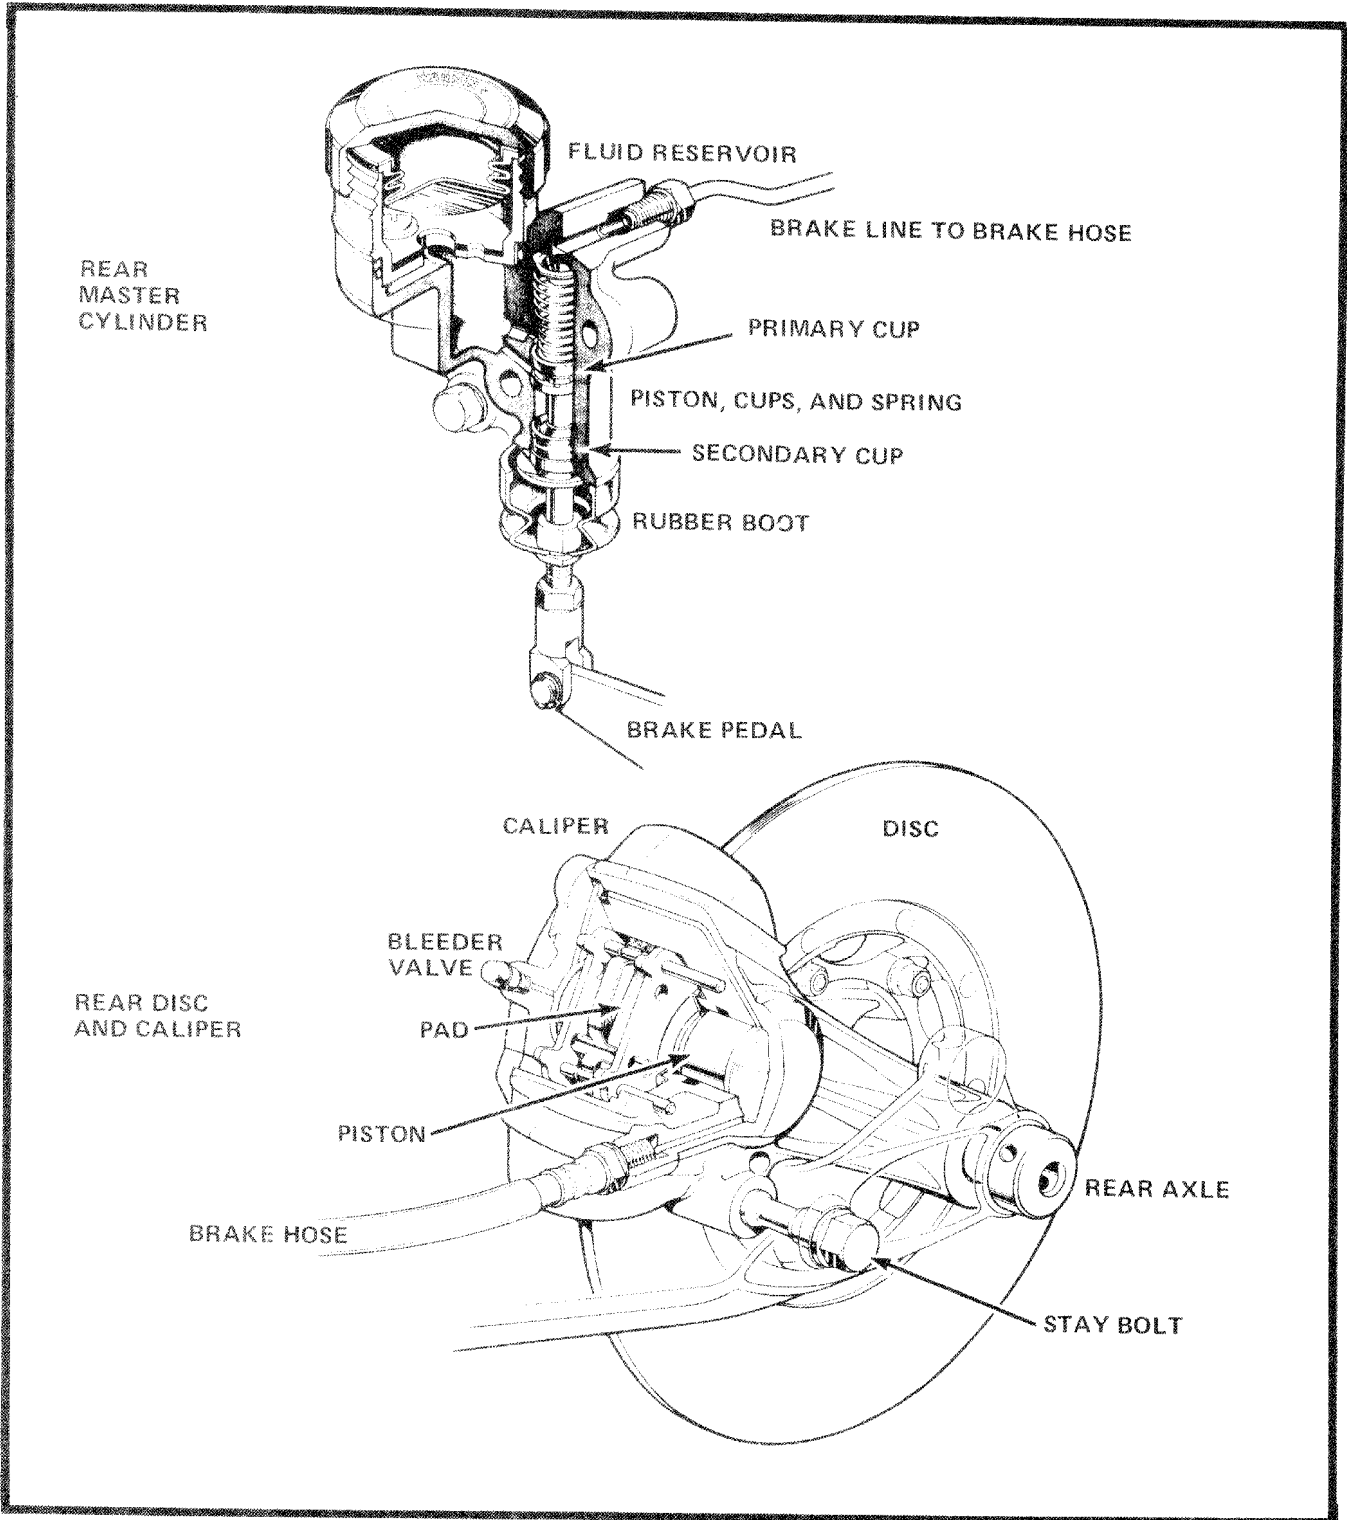 FLUID RESERVOIR
BRAKE LINE TO BRAKE HOSE
REAR
MASTER
CYLINDER
PRIMARY CUP
PISTON, CUPS, AND SPRING
SECONDARY CUP
RUBBER BOOT
BRAKE PEDAL
CALIPER
DISC
BLEEDER
VALVE
REAR DISC
AND CALIPER
PAD
PISTON
REAR AXLE
BRAKE HOSE
STAY BOLT